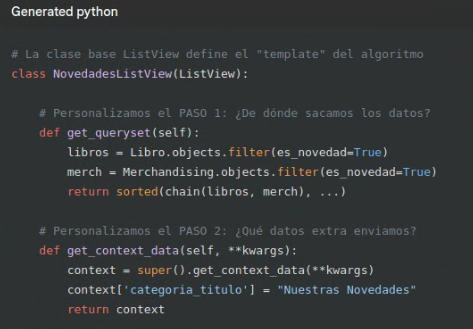 Generated python
# La clase base ListView define el "template" del algoritmo
class NovedadesListView(ListView):
    # Personalizamos el PASO 1: ¿De dónde sacamos los datos?
    def get_queryset(self):
        libros = Libro.objects.filter(es_novedad=True)
        merch = Merchandising.objects.filter(es_novedad=True)
        return sorted(chain(libros, merch), ...)
    # Personalizamos el PASO 2: ¿Qué datos extra enviamos?
    def get_context_data(self, **kwargs):
        context = super().get_context_data(**kwargs)
        context['categoria_titulo'] = "Nuestras Novedades"
        return context